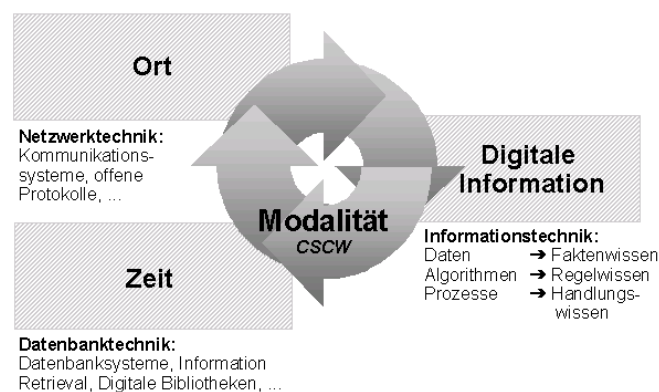 Ort
Netzwerktechnik:
Kommunikations-
systeme, offene
Protokolle, ...
Zeit
Datenbanktechnik:
Datenbanksysteme, Information
Retrieval, Digitale Bibliotheken, ...
Modalität
CSCW
Digitale
Information
Informationstechnik:
Daten ➔ Faktenwissen
Algorithmen ➔ Regelwissen
Prozesse ➔ Handlungs-
wissen